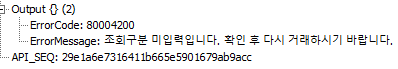 Output {} (2)
ErrorCode: 80004200
ErrorMessage: 조회구분 미입력입니다. 확인 후 다시 거래하시기 바랍니다.
API_SEQ: 29e1a6e7316411b665e5901679ab9acc